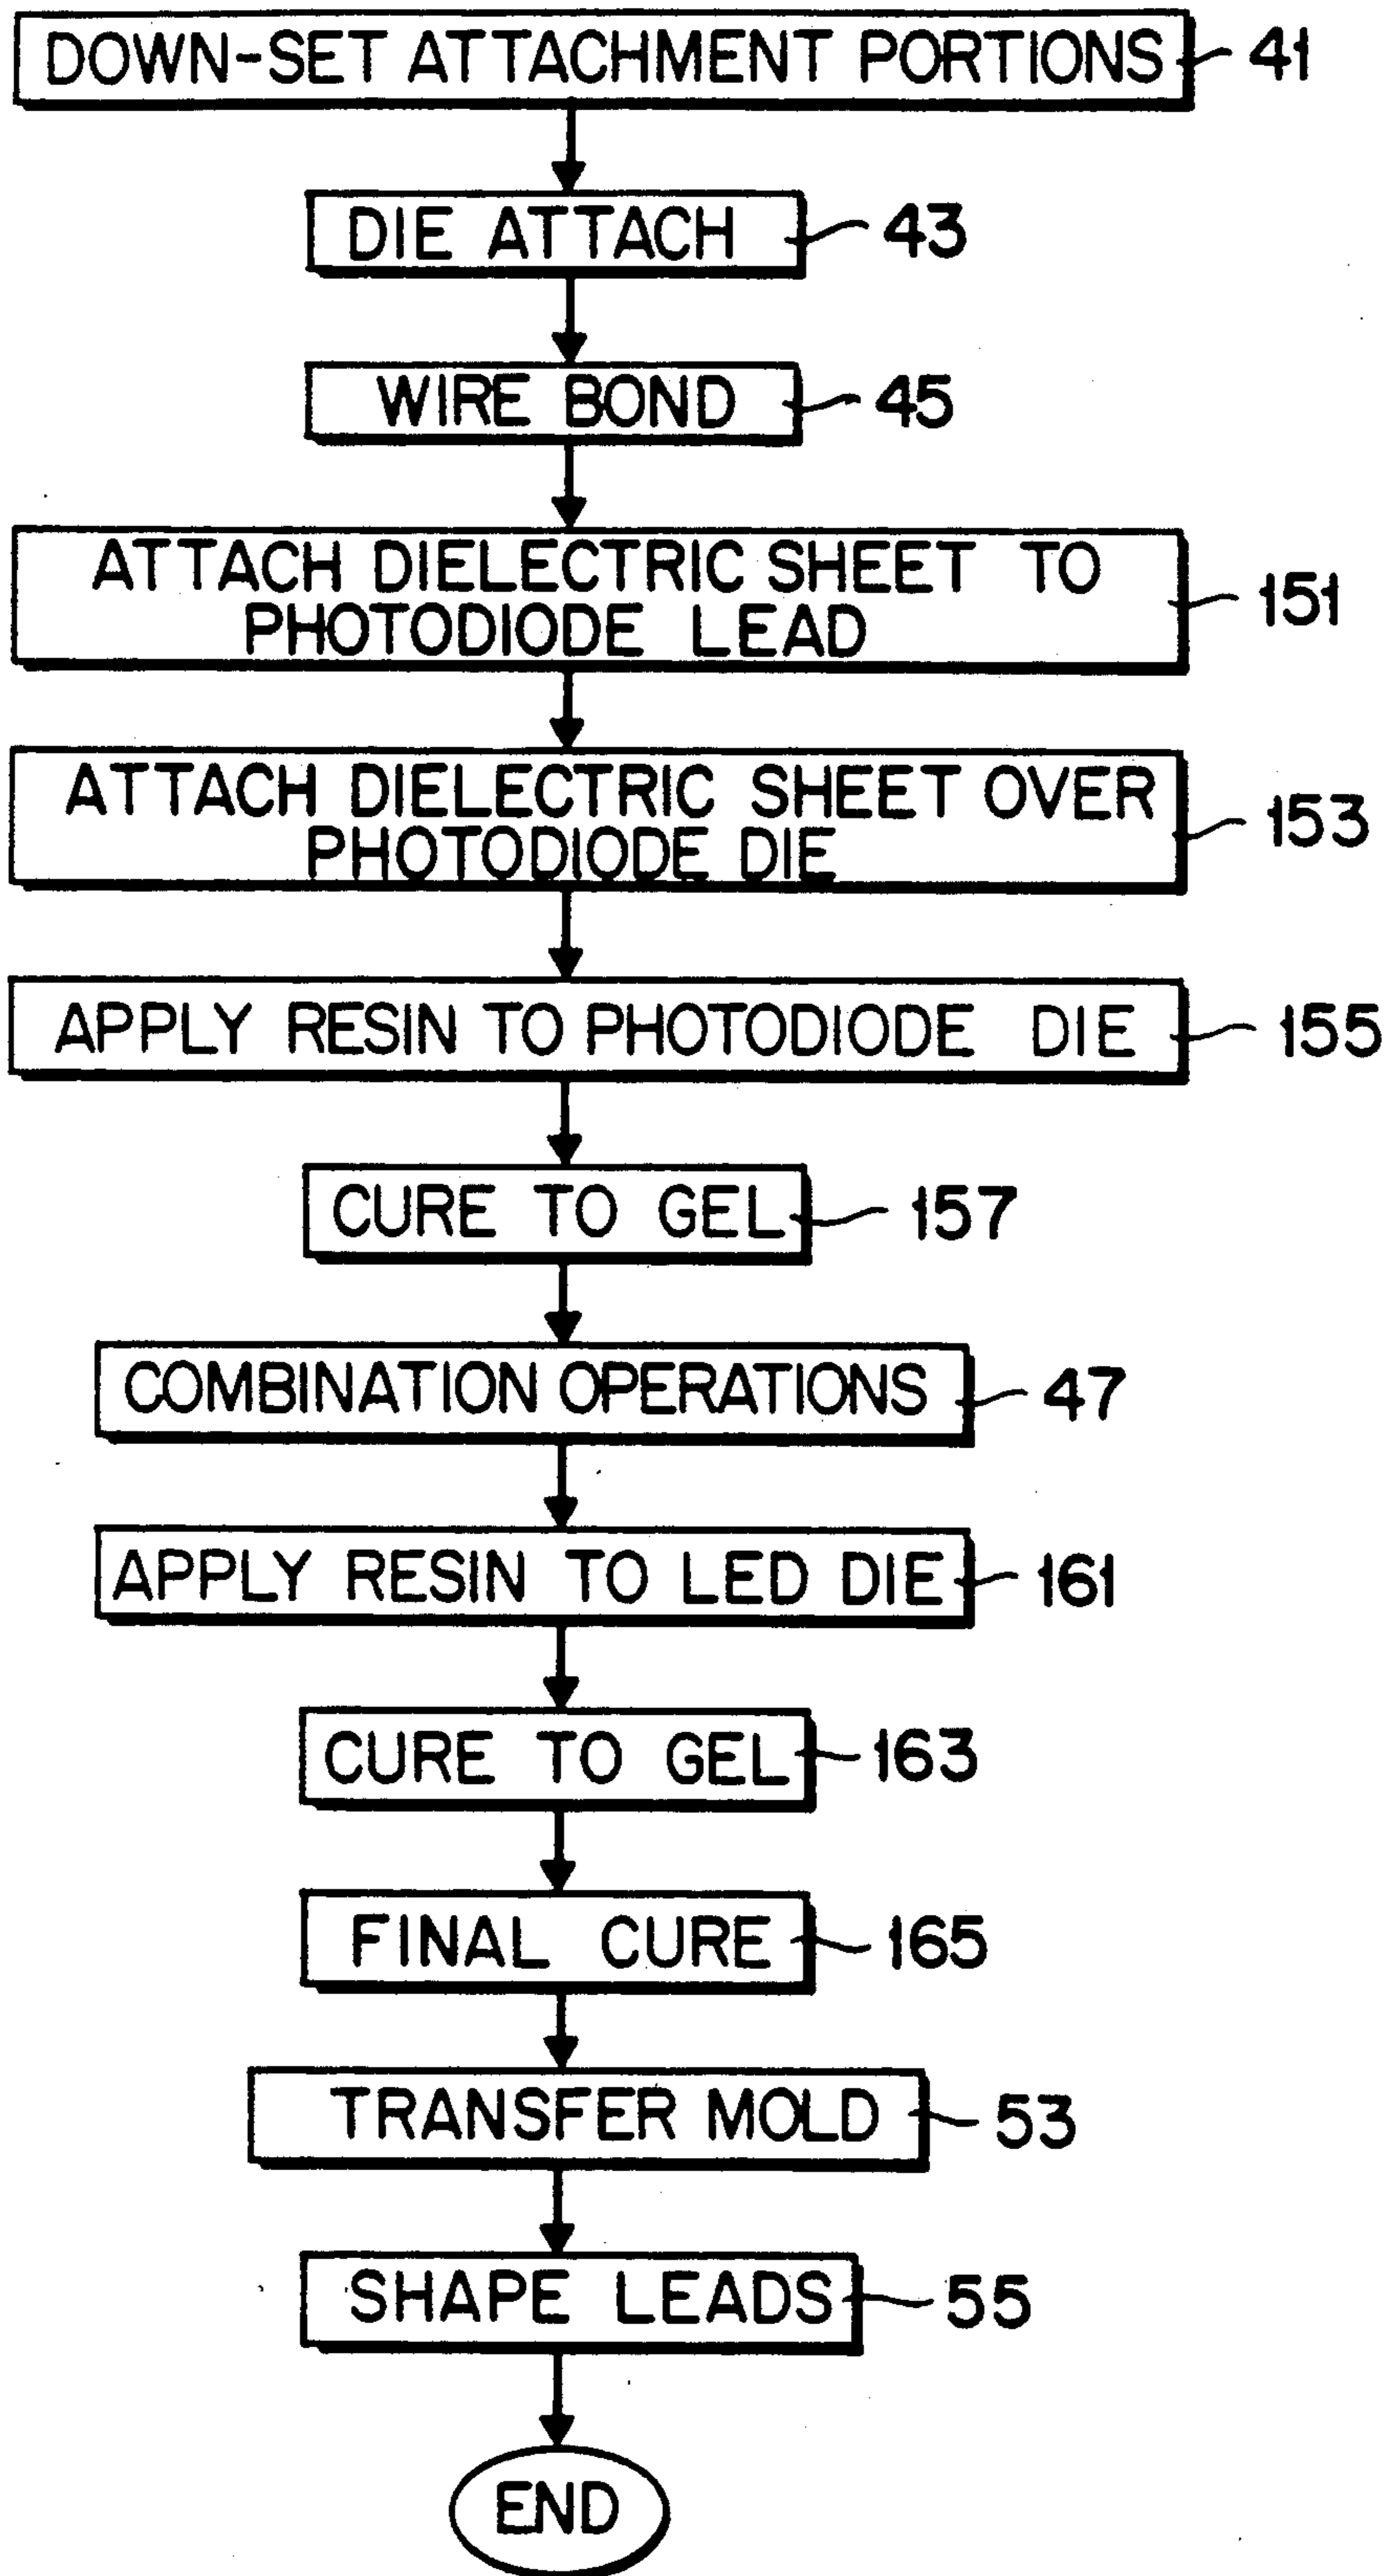 DOWN-SET ATTACHMENT PORTIONS 41
DIE ATTACH 43
WIRE BOND 45
ATTACH DIELECTRIC SHEET TO
PHOTODIODE LEAD
151
ATTACH DIELECTRIC SHEET OVER
PHOTODIODE DIE
153
APPLY RESIN TO PHOTODIODE DIE 155
CURE TO GEL 157
COMBINATION OPERATIONS 47
APPLY RESIN TO LED DIE 161
CURE TO GEL 163
FINAL CURE 165
TRANSFER MOLD 53
SHAPE LEADS 55
END